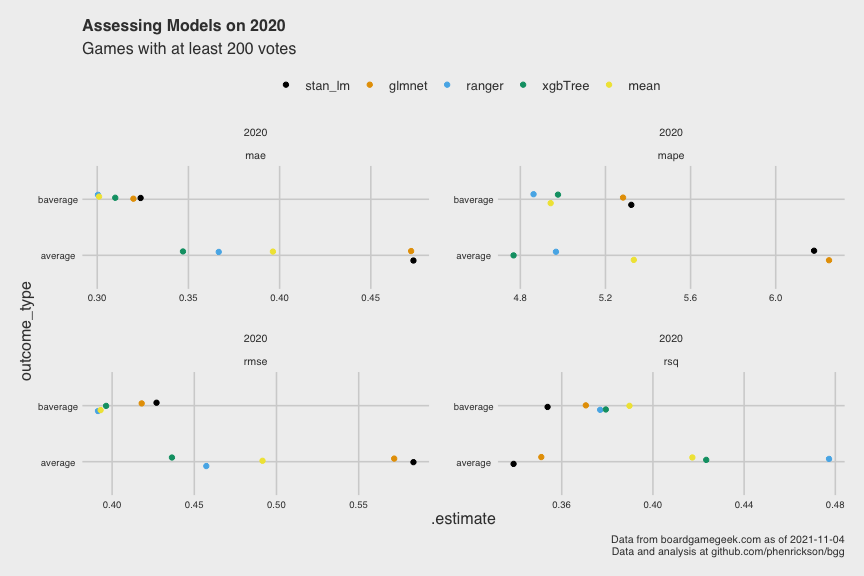 Assessing Models on 2020
Games with at least 200 votes
stan_lm glmnet ranger xgbTree mean
2020 2020
mae mape
baverage baverage
average average
0.30 0.35 0.40 0.45 4.8 5.2 5.6 6.0
outcome_type
2020 2020
rmse rsq
baverage baverage
average average
0.40 0.45 0.50 0.55 0.36 0.40 0.44 0.48
.estimate
Data from boardgamegeek.com as of 2021-11-04
Data and analysis at github.com/phenrickson/bgg